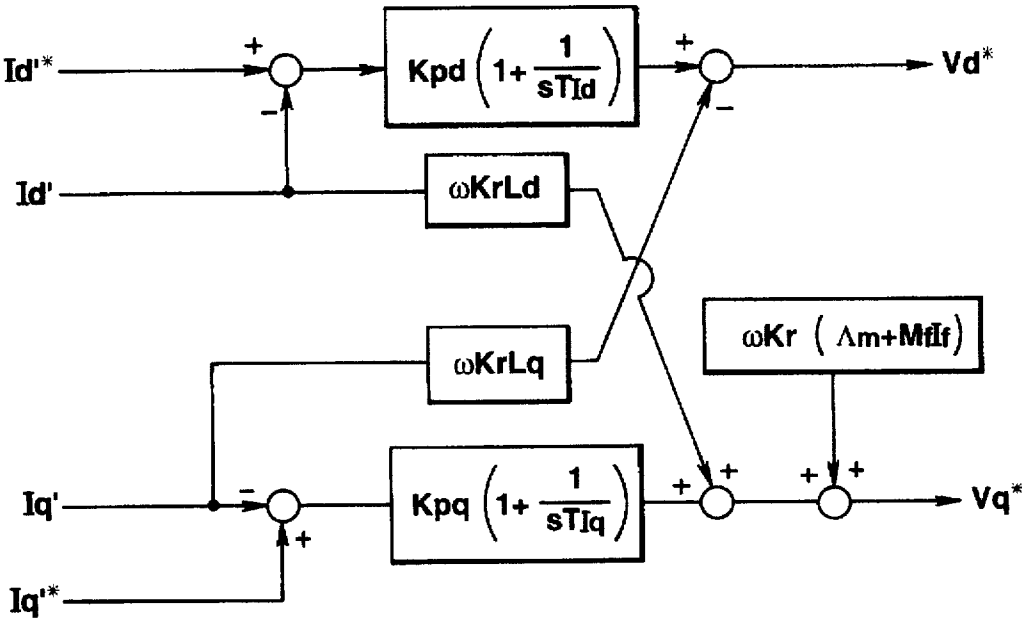 Id'*
+
−
Kpd (1+ 1/sTId)
+
−
Vd*
Id'
ωKrLd
ωKr ( Λm+MfIf)
ωKrLq
Iq'
−
+
Kpq (1+ 1/sTIq)
+
+
+
+
Vq*
Iq'*